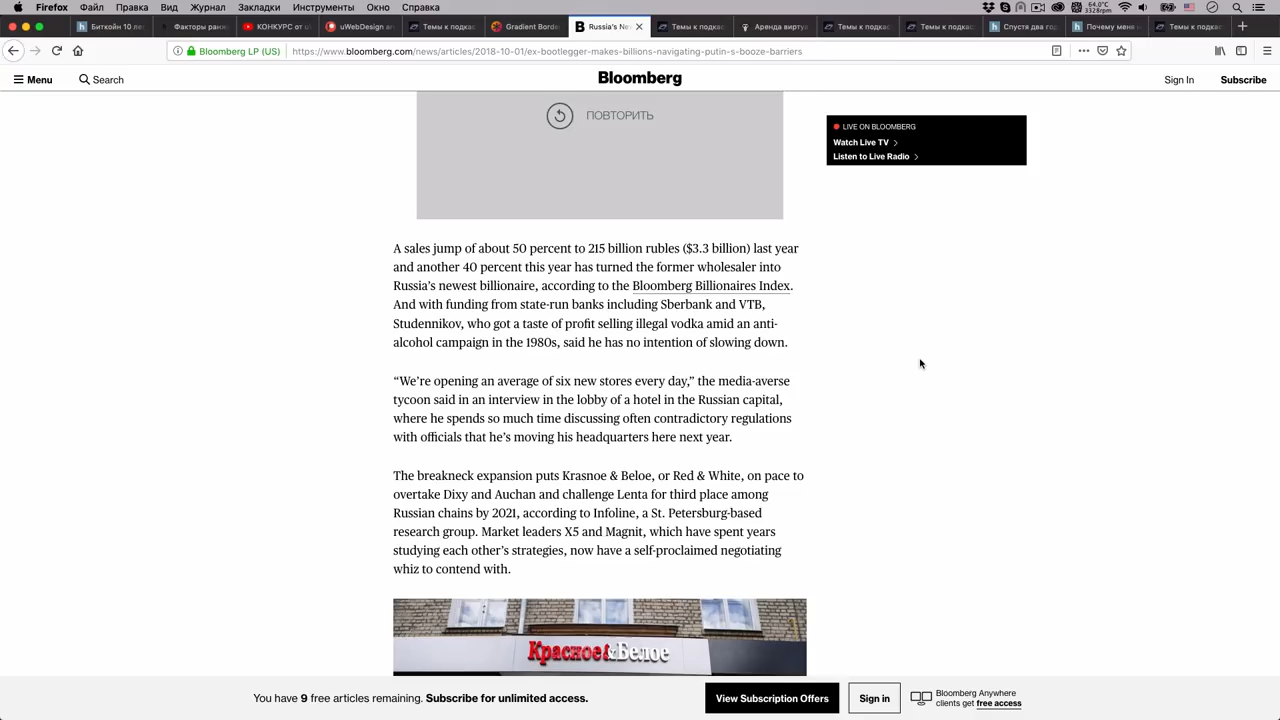 Firefox Файл Правка Вид Журнал Закладки Инструменты Окно Справка
64.0°C
3328rpm
Биткойн 10 ле
Факторы ранж
КОНКУРС от
uWebDesign
Темы к подкас
Gradient Borde
Russia's Ne
Темы к подкас
Аренда виртуа
Темы к подкас
Темы к подкас
Спустя два го
Почему меня
Темы к подкас
Bloomberg LP (US) https://www.bloomberg.com/news/articles/2018-10-01/ex-bootlegger-makes-billions-navigating-putin-s-booze-barriers
Menu Search Bloomberg Sign In Subscribe
ПОВТОРИТЬ
LIVE ON BLOOMBERG
Watch Live TV
Listen to Live Radio
A sales jump of about 50 percent to 215 billion rubles ($3.3 billion) last year
and another 40 percent this year has turned the former wholesaler into
Russia's newest billionaire, according to the Bloomberg Billionaires Index.
And with funding from state-run banks including Sberbank and VTB,
Studennikov, who got a taste of profit selling illegal vodka amid an anti-
alcohol campaign in the 1980s, said he has no intention of slowing down.
“We're opening an average of six new stores every day,” the media-averse
tycoon said in an interview in the lobby of a hotel in the Russian capital,
where he spends so much time discussing often contradictory regulations
with officials that he's moving his headquarters here next year.
The breakneck expansion puts Krasnoe & Beloe, or Red & White, on pace to
overtake Dixy and Auchan and challenge Lenta for third place among
Russian chains by 2021, according to Infoline, a St. Petersburg-based
research group. Market leaders X5 and Magnit, which have spent years
studying each other's strategies, now have a self-proclaimed negotiating
whiz to contend with.
Красное&Белое
You have 9 free articles remaining. Subscribe for unlimited access.
View Subscription Offers
Sign in
Bloomberg Anywhere
clients get free access